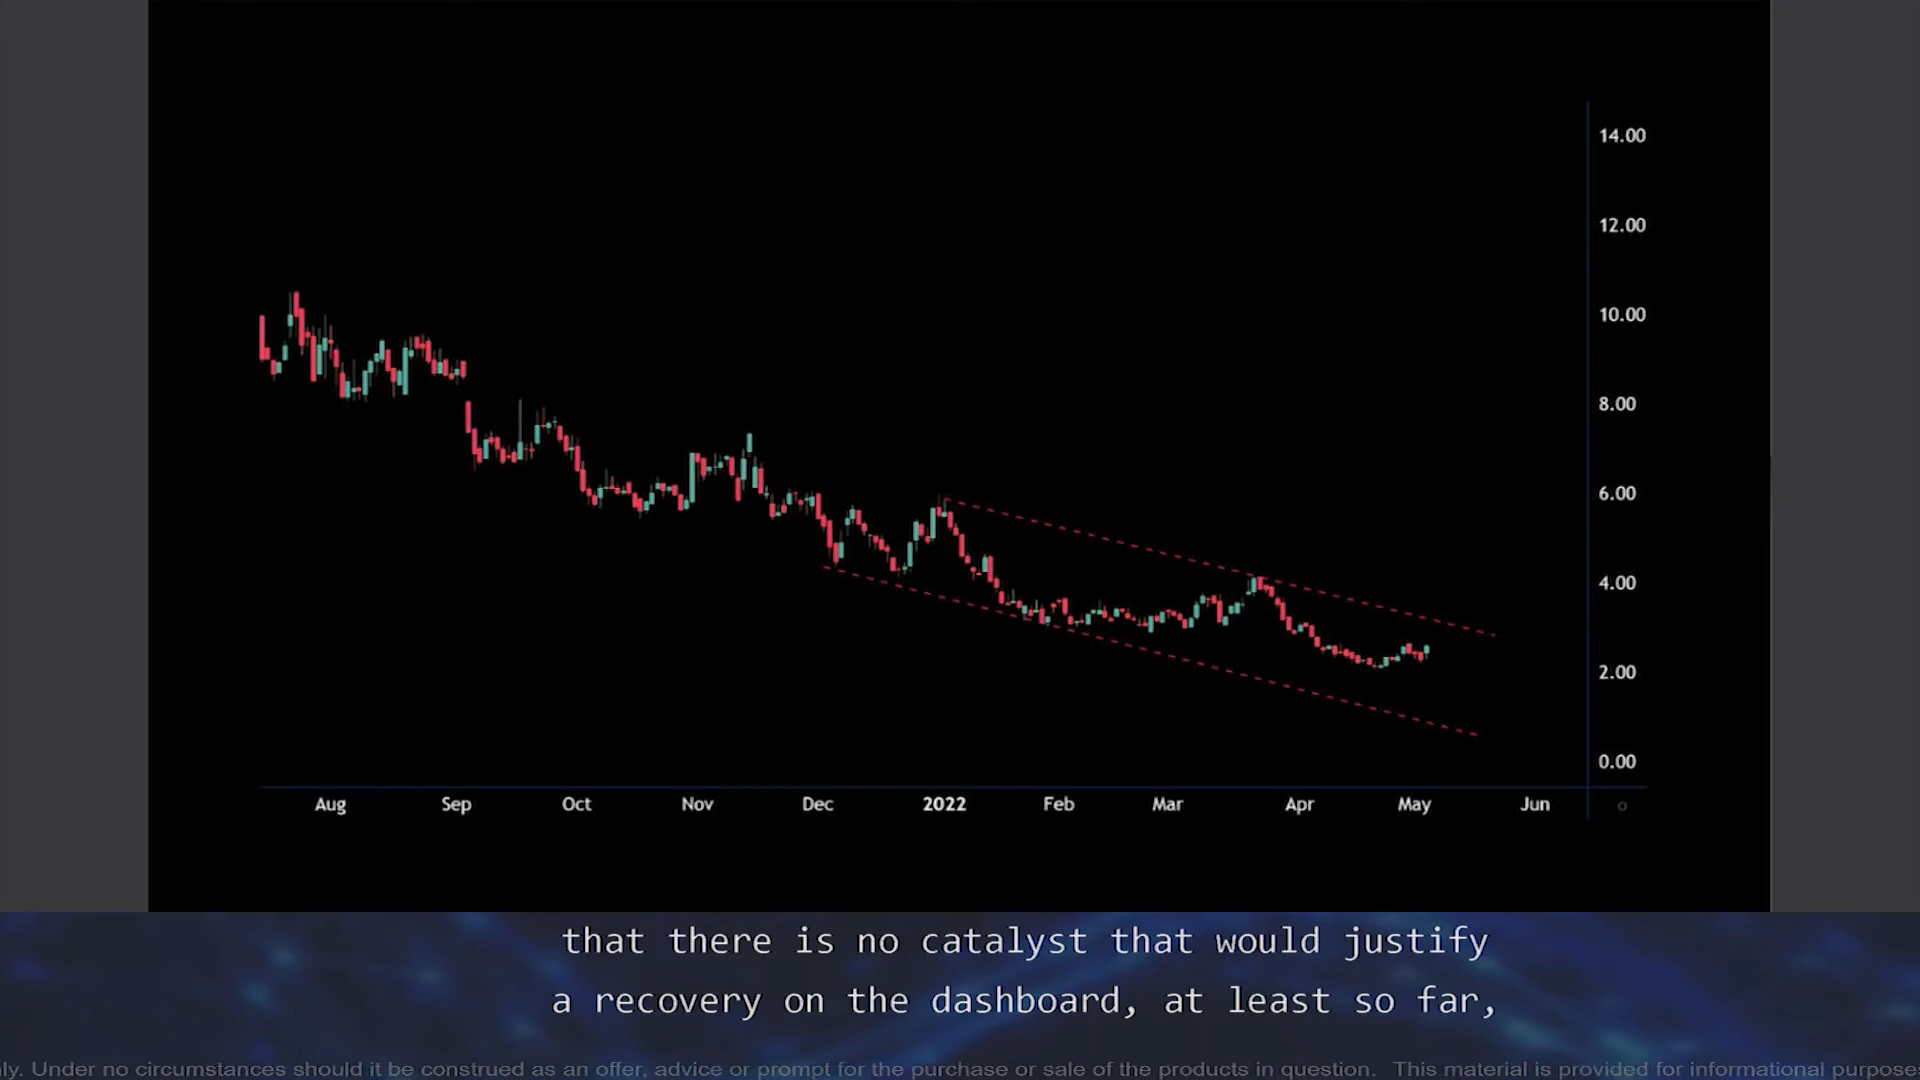 14.00
12.00
10.00
8.00
6.00
4.00
2.00
0.00
Aug Sep Oct Nov Dec 2022 Feb Mar Apr May Jun
that there is no catalyst that would justify
a recovery on the dashboard, at least so far,
ly. Under no circumstances should it be construed as an offer, advice or prompt for the purchase or sale of the products in question. This material is provided for informational purposes